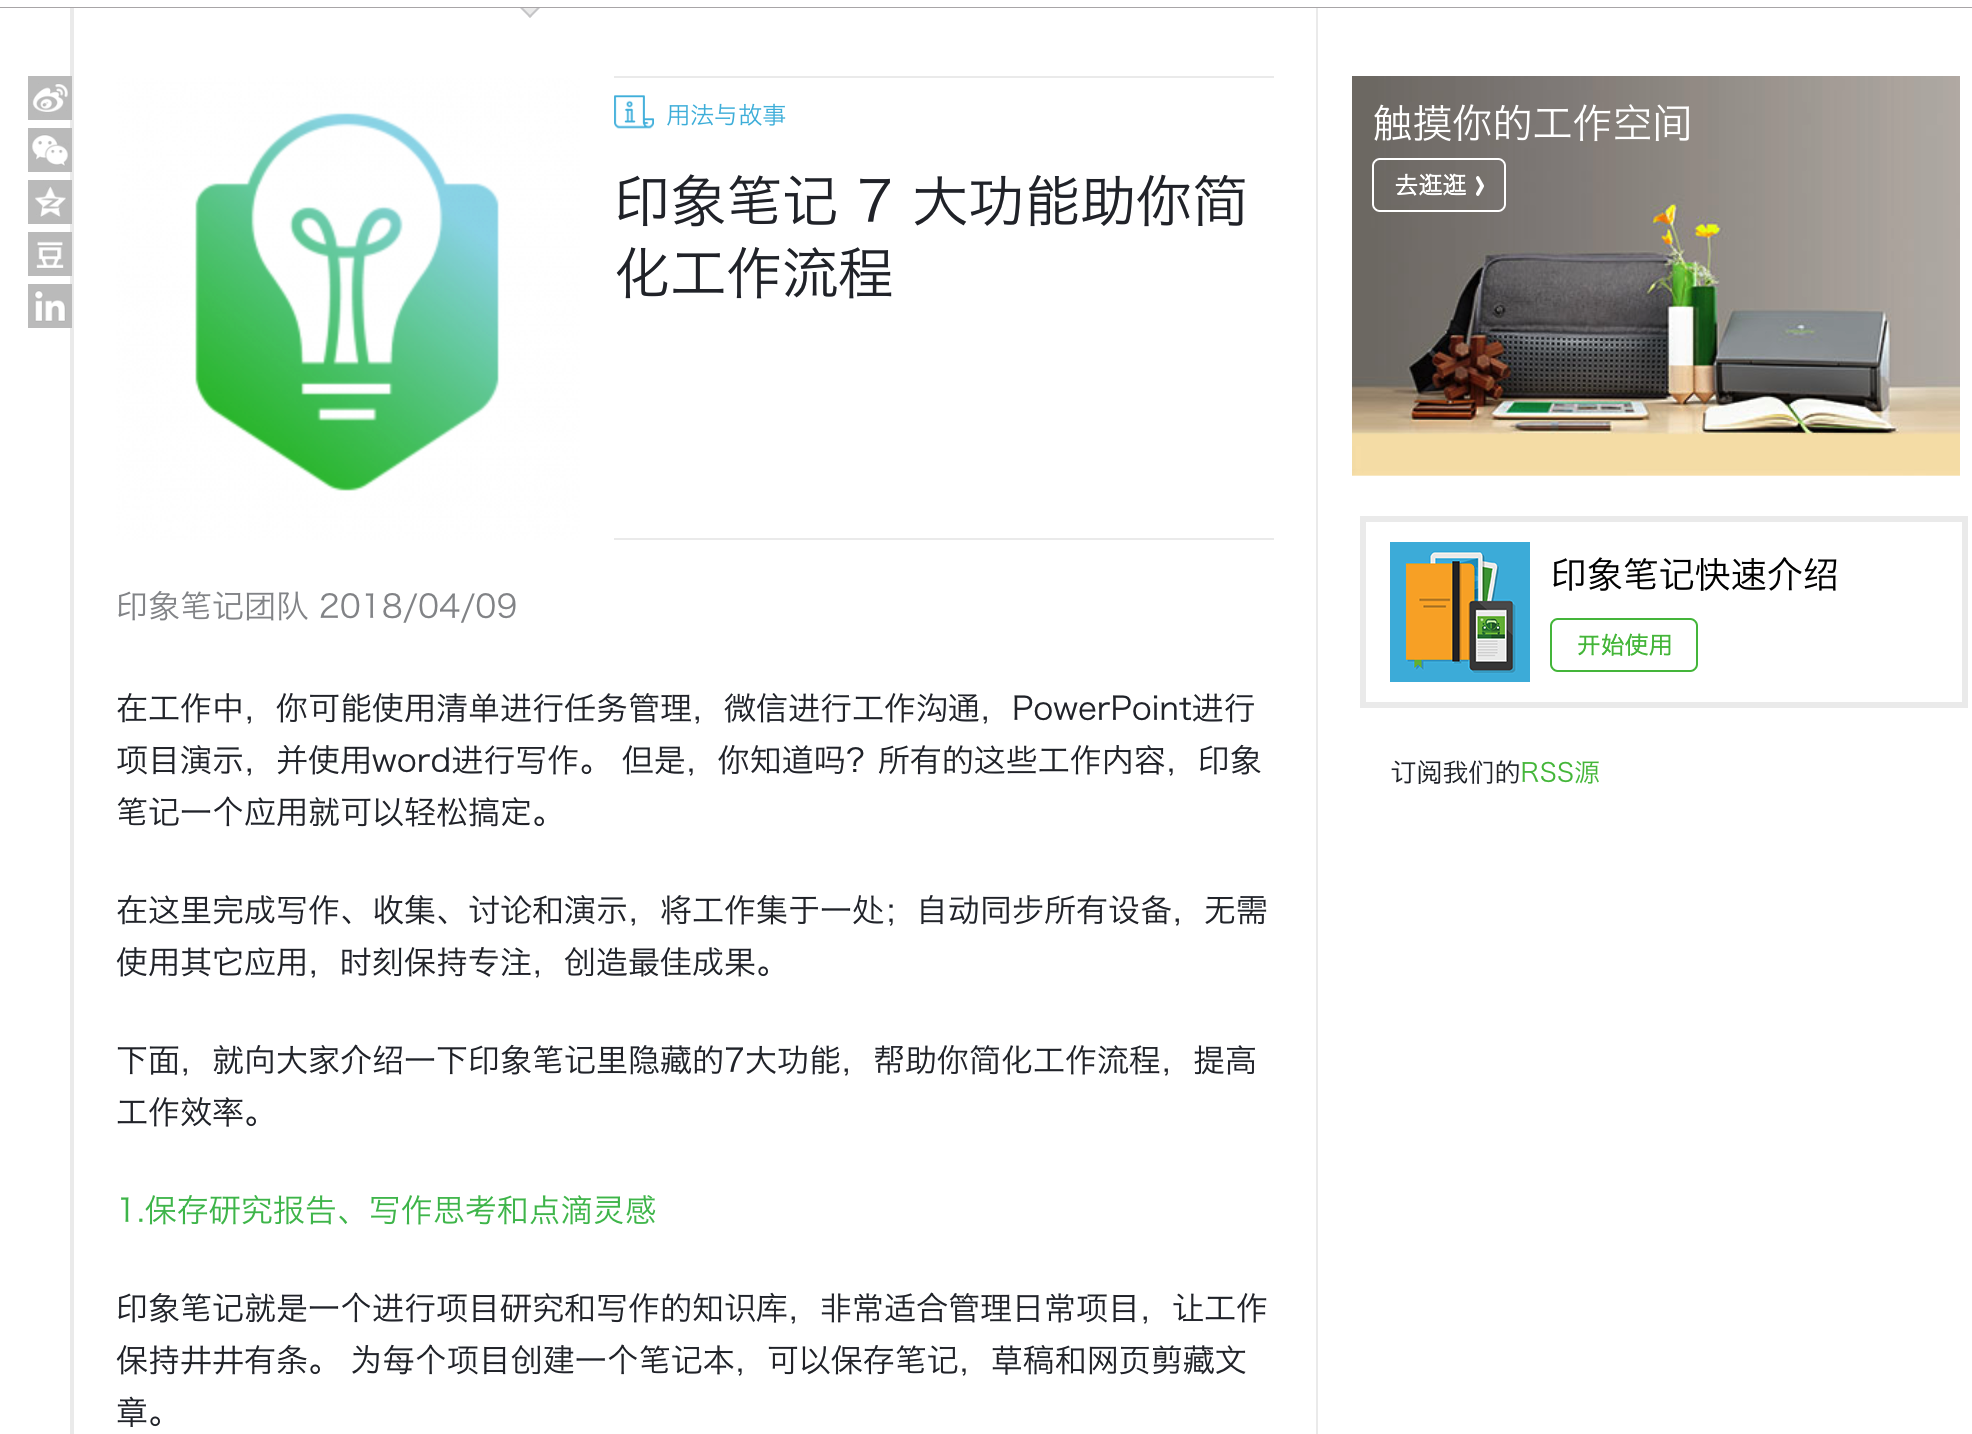 用法与故事
印象笔记 7 大功能助你简
化工作流程
印象笔记团队 2018/04/09
在工作中，你可能使用清单进行任务管理，微信进行工作沟通，PowerPoint进行
项目演示，并使用word进行写作。 但是，你知道吗？所有的这些工作内容，印象
笔记一个应用就可以轻松搞定。
在这里完成写作、收集、讨论和演示，将工作集于一处；自动同步所有设备，无需
使用其它应用，时刻保持专注，创造最佳成果。
下面，就向大家介绍一下印象笔记里隐藏的7大功能，帮助你简化工作流程，提高
工作效率。
1.保存研究报告、写作思考和点滴灵感
印象笔记就是一个进行项目研究和写作的知识库，非常适合管理日常项目，让工作
保持井井有条。 为每个项目创建一个笔记本，可以保存笔记，草稿和网页剪藏文
章。
触摸你的工作空间
去逛逛 ❯
印象笔记快速介绍
开始使用
订阅我们的RSS源
豆
in